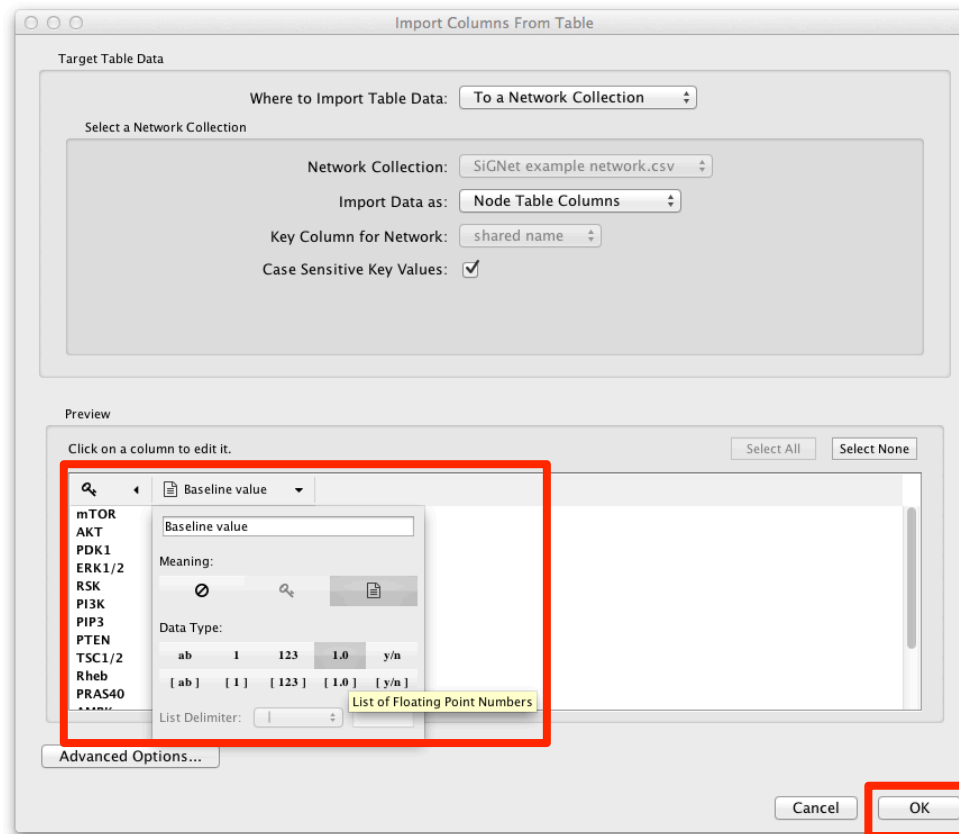 Import Columns From Table
Target Table Data
Where to Import Table Data: To a Network Collection
Select a Network Collection
Network Collection: SiGNet example network.csv
Import Data as: Node Table Columns
Key Column for Network: shared name
Case Sensitive Key Values:
Preview
Click on a column to edit it. Select All Select None
Baseline value
mTOR
AKT
PDK1
ERK1/2
RSK
PI3K
PIP3
PTEN
TSC1/2
Rheb
PRAS40
AMPK
Baseline value
Meaning:
Data Type:
ab 1 123 1.0 y/n
[ ab ] [ 1 ] [ 123 ] [ 1.0 ] [ y/n ]
List of Floating Point Numbers
List Delimiter: |
Advanced Options...
Cancel OK